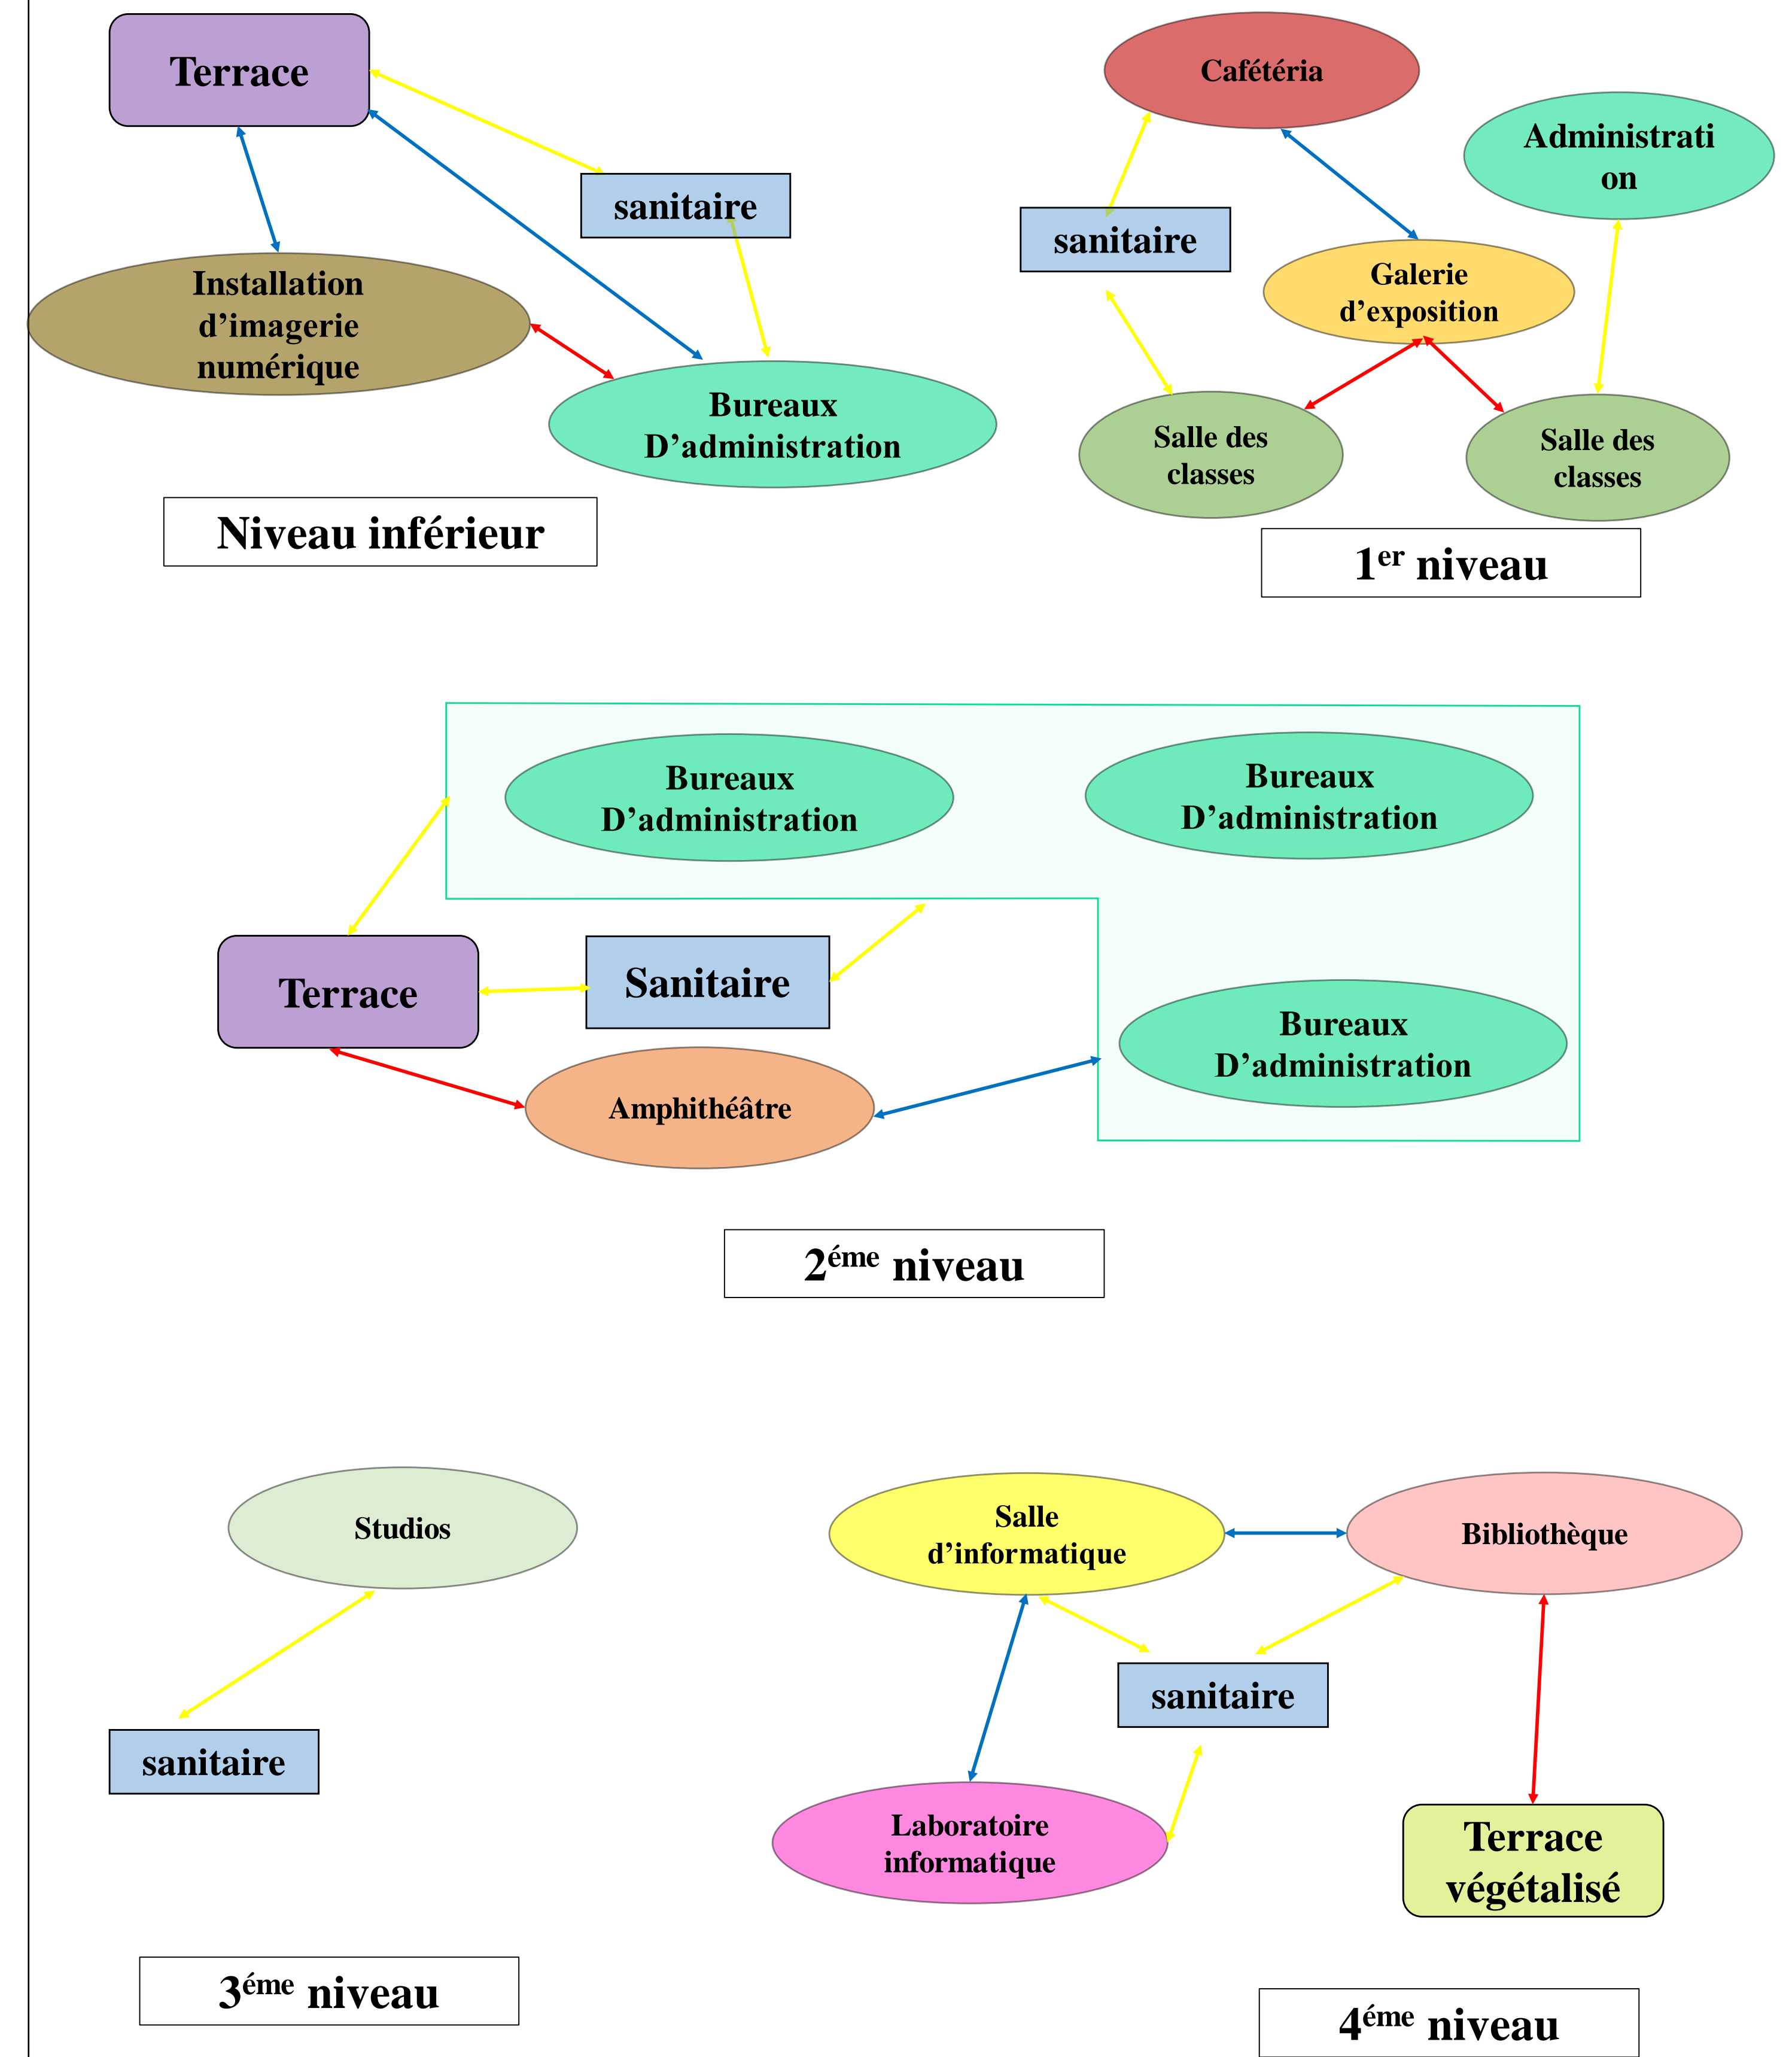 Terrace
sanitaire
Installation
d’imagerie
numérique
Bureaux
D’administration
Niveau inférieur
Cafétéria
Administrati
on
sanitaire
Galerie
d’exposition
Salle des
classes
Salle des
classes
1er niveau
Bureaux
D’administration
Bureaux
D’administration
Terrace
Sanitaire
Bureaux
D’administration
Amphithéâtre
2éme niveau
Studios
sanitaire
3éme niveau
Salle
d’informatique
Bibliothèque
sanitaire
Laboratoire
informatique
Terrace
végétalisé
4éme niveau